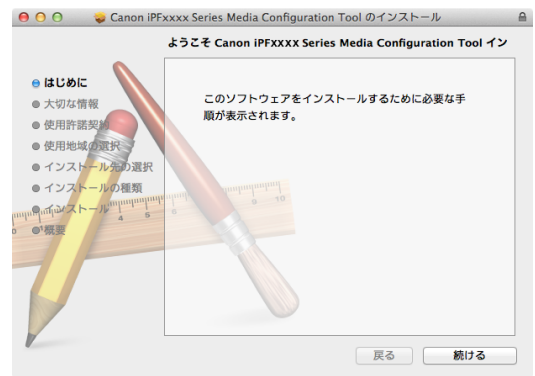 Canon iPFxxxx Series Media Configuration Tool のインストール
ようこそ Canon iPFXXXX Series Media Configuration Tool イン
はじめに
大切な情報
使用許諾契約
使用地域の選択
インストール先の選択
インストールの種類
インストール
概要
このソフトウェアをインストールするために必要な手
順が表示されます。
4 5 6 9 10
戻る 続ける